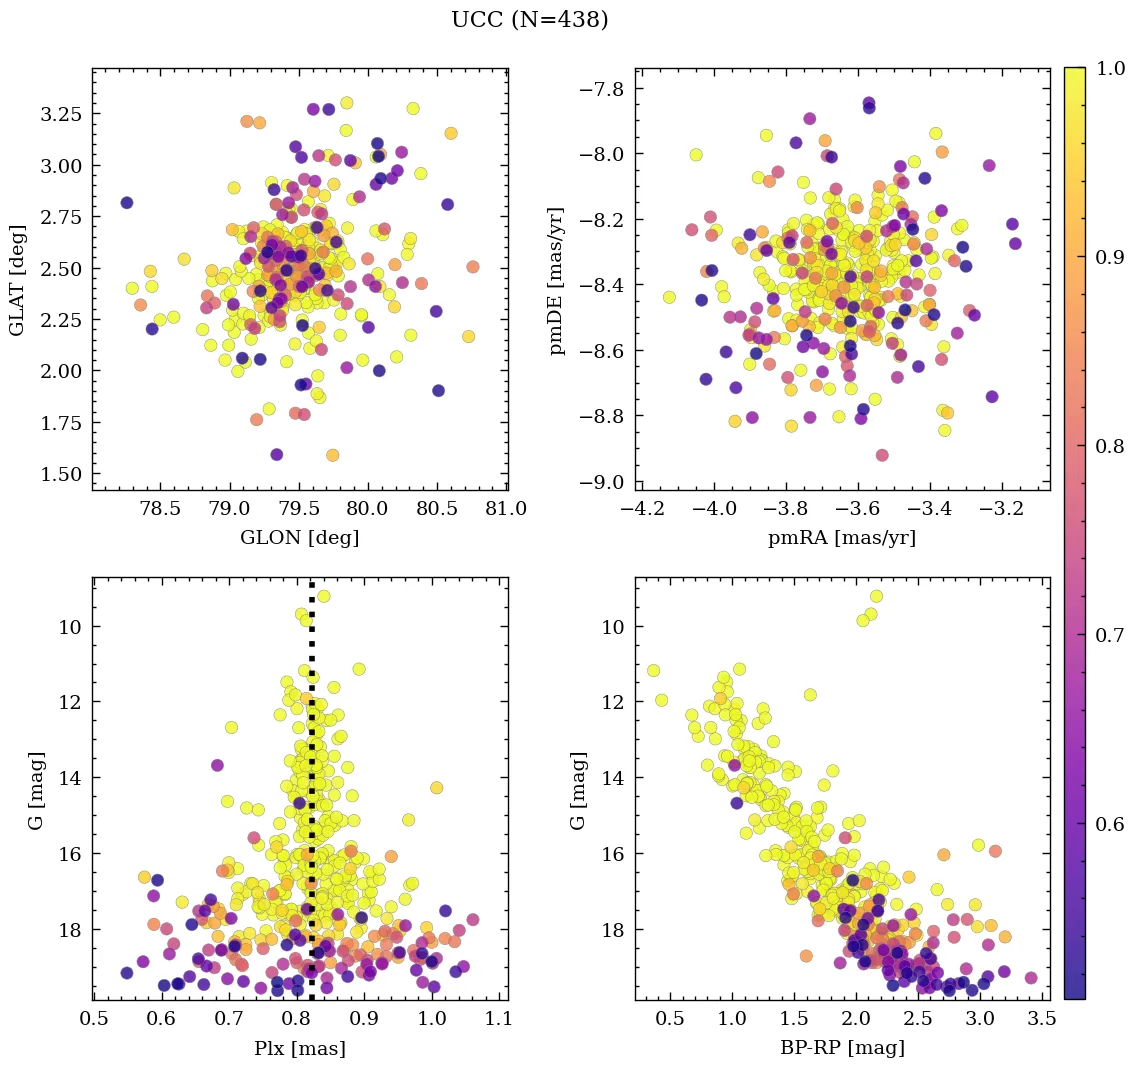 UCC (N=438)
3.25
3.00
2.75
2.50
2.25
2.00
1.75
1.50
GLAT [deg]
78.5 79.0 79.5 80.0 80.5 81.0
GLON [deg]
−7.8
−8.0
−8.2
−8.4
−8.6
−8.8
−9.0
pmDE [mas/yr]
−4.2 −4.0 −3.8 −3.6 −3.4 −3.2
pmRA [mas/yr]
1.0
0.9
0.8
0.7
0.6
10
12
14
16
18
G [mag]
0.5 0.6 0.7 0.8 0.9 1.0 1.1
Plx [mas]
10
12
14
16
18
G [mag]
0.5 1.0 1.5 2.0 2.5 3.0 3.5
BP-RP [mag]